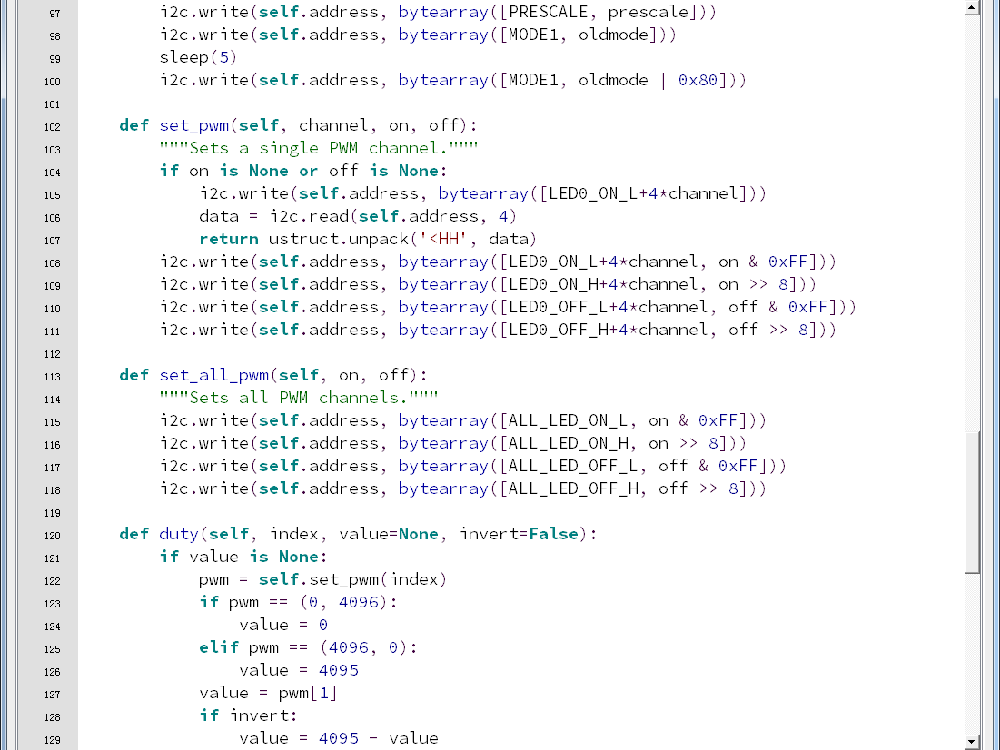 97         i2c.write(self.address, bytearray([PRESCALE, prescale]))
98         i2c.write(self.address, bytearray([MODE1, oldmode]))
99         sleep(5)
100         i2c.write(self.address, bytearray([MODE1, oldmode | 0x80]))
101
102     def set_pwm(self, channel, on, off):
103         """Sets a single PWM channel."""
104         if on is None or off is None:
105             i2c.write(self.address, bytearray([LED0_ON_L+4*channel]))
106             data = i2c.read(self.address, 4)
107             return ustruct.unpack('<HH', data)
108         i2c.write(self.address, bytearray([LED0_ON_L+4*channel, on & 0xFF]))
109         i2c.write(self.address, bytearray([LED0_ON_H+4*channel, on >> 8]))
110         i2c.write(self.address, bytearray([LED0_OFF_L+4*channel, off & 0xFF]))
111         i2c.write(self.address, bytearray([LED0_OFF_H+4*channel, off >> 8]))
112
113     def set_all_pwm(self, on, off):
114         """Sets all PWM channels."""
115         i2c.write(self.address, bytearray([ALL_LED_ON_L, on & 0xFF]))
116         i2c.write(self.address, bytearray([ALL_LED_ON_H, on >> 8]))
117         i2c.write(self.address, bytearray([ALL_LED_OFF_L, off & 0xFF]))
118         i2c.write(self.address, bytearray([ALL_LED_OFF_H, off >> 8]))
119
120     def duty(self, index, value=None, invert=False):
121         if value is None:
122             pwm = self.set_pwm(index)
123             if pwm == (0, 4096):
124                 value = 0
125             elif pwm == (4096, 0):
126                 value = 4095
127             value = pwm[1]
128             if invert:
129                 value = 4095 - value